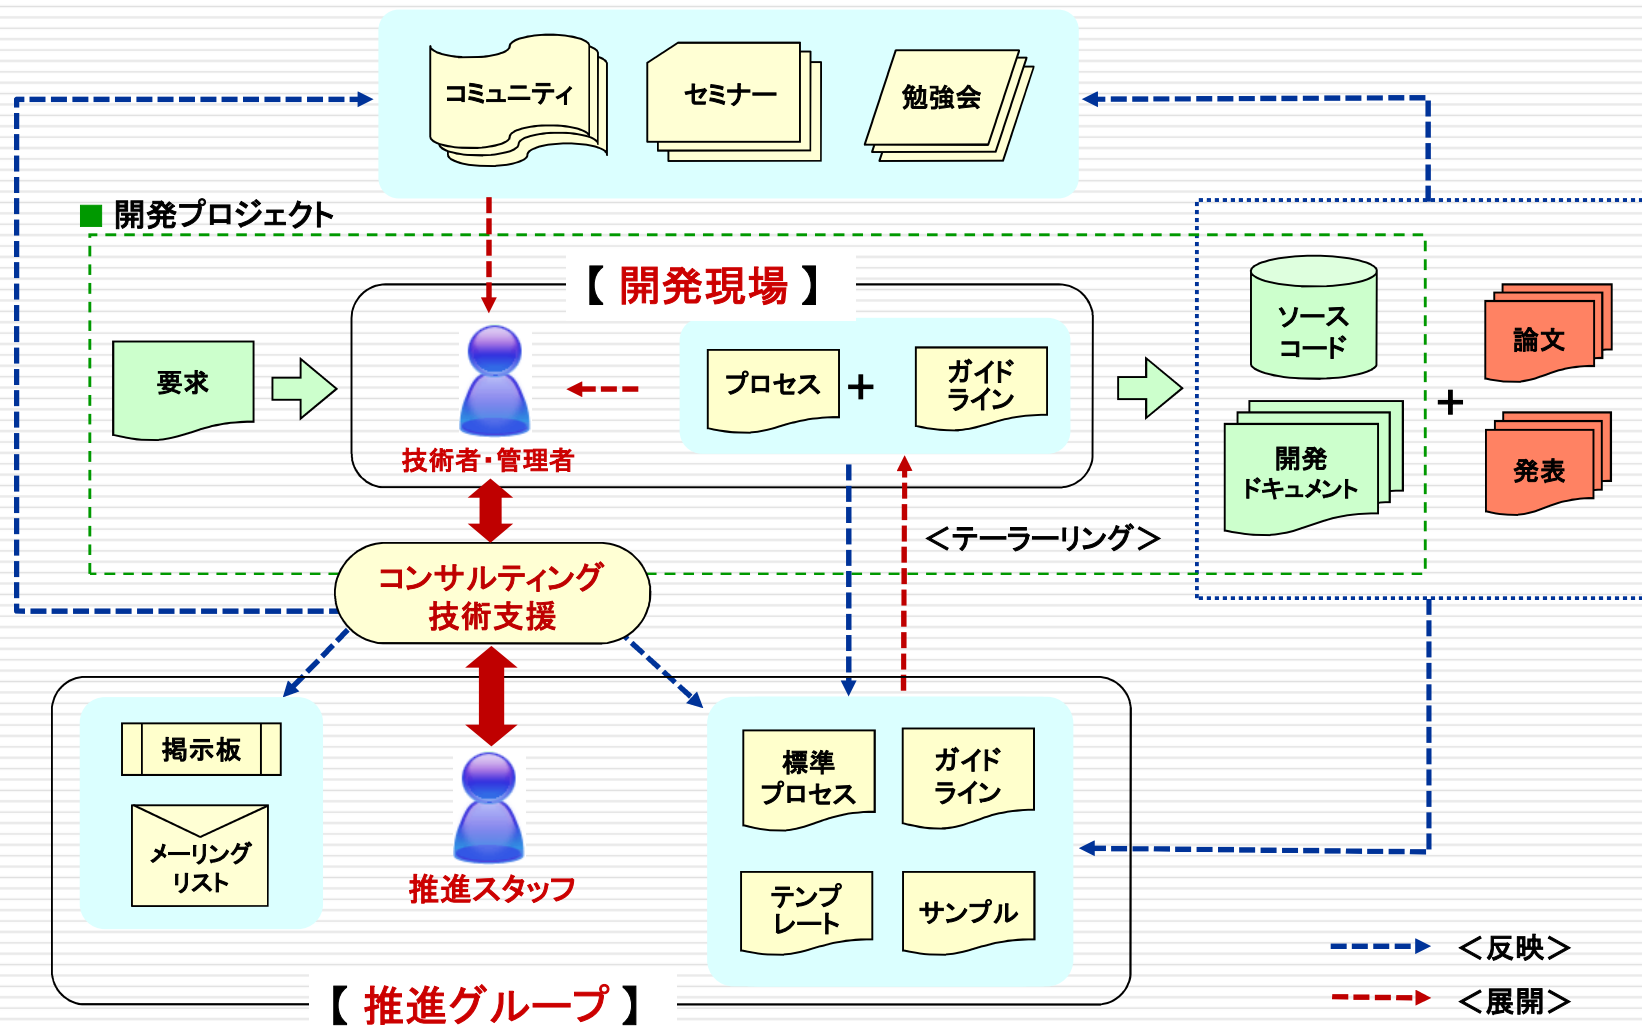 コミュニティ
セミナー
勉強会
■ 開発プロジェクト
【 開発現場 】
要求
技術者・管理者
プロセス
+
ガイド
ライン
ソース
コード
開発
ドキュメント
+
論文
発表
＜テーラーリング＞
コンサルティング
技術支援
掲示板
メーリング
リスト
推進スタッフ
標準
プロセス
ガイド
ライン
テンプ
レート
サンプル
【 推進グループ 】
＜反映＞
＜展開＞